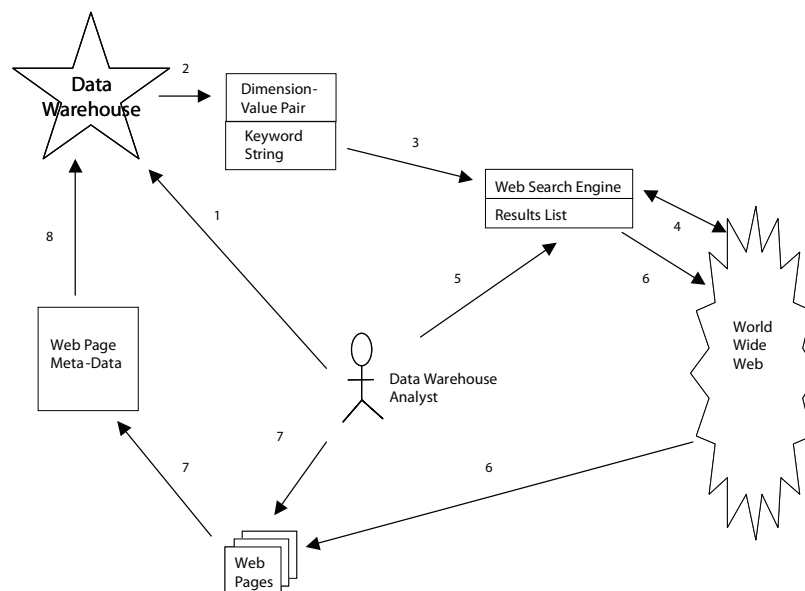 Data
Warehouse
2
Dimension-
Value Pair
Keyword
String
3
Web Search Engine
Results List
4
1
8
5
6
World
Wide
Web
Web Page
Meta-Data
Data Warehouse
Analyst
7
7
6
Web
Pages